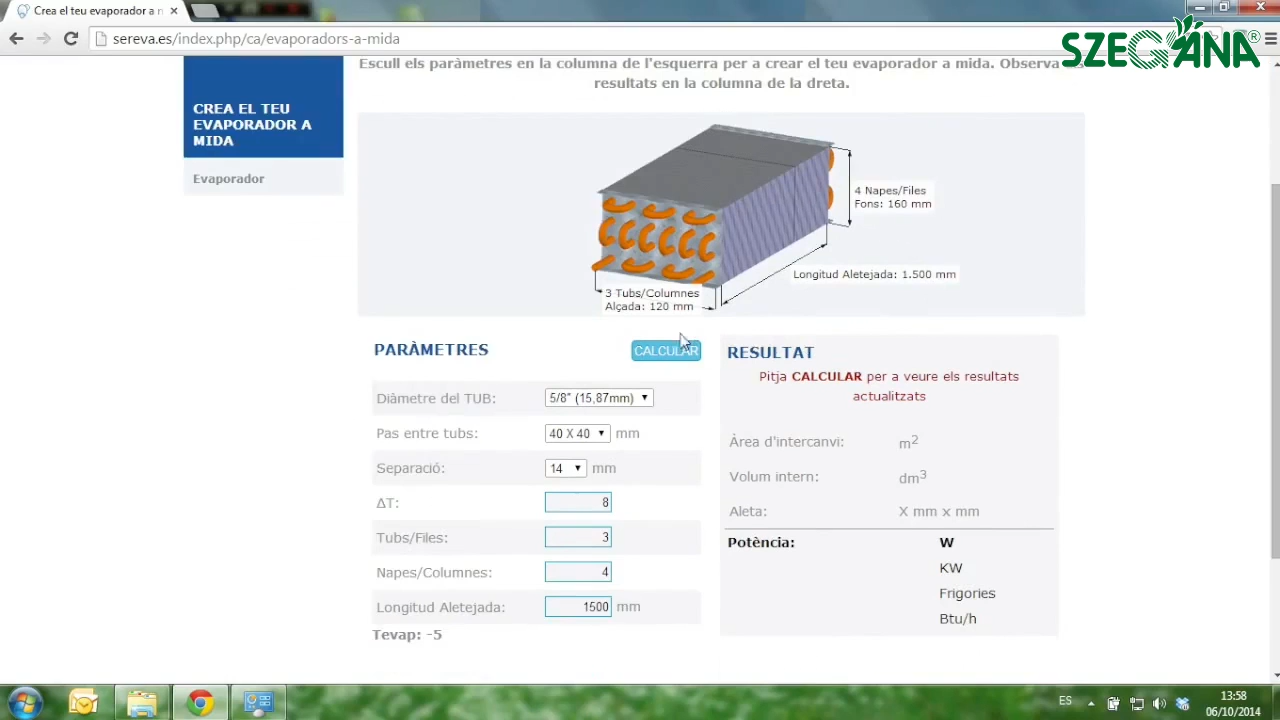 Crea el teu evaporador a n
sereva.es/index.php/ca/evaporadors-a-mida
SZEGANA®
Escull els paràmetres en la columna de l'esquerra per a crear el teu evaporador a mida. Observa
resultats en la columna de la dreta.
CREA EL TEU
EVAPORADOR A
MIDA
Evaporador
4 Napes/Files
Fons: 160 mm
Longitud Aletejada: 1.500 mm
3 Tubs/Columnes
Alçada: 120 mm
PARÀMETRES
CALCULAR
Diàmetre del TUB: 5/8" (15,87mm)
Pas entre tubs: 40 X 40 mm
Separació: 14 mm
ΔT: 8
Tubs/Files: 3
Napes/Columnes: 4
Longitud Aletejada: 1500 mm
Tevap: -5
RESULTAT
Pitja CALCULAR per a veure els resultats
actualitzats
Àrea d'intercanvi: m2
Volum intern: dm3
Aleta: X mm x mm
Potència: W
KW
Frigories
Btu/h
ES
13:58
06/10/2014